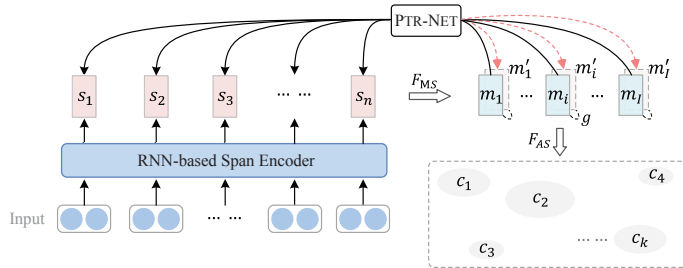 PTR-NET
s1 s2 s3 ... ... sn
FMS
m1 m′1 ... mi m′i ... mI m′I
g
FAS
RNN-based Span Encoder
c1 c2 c4
c3 ... ... ck
Input ... ...